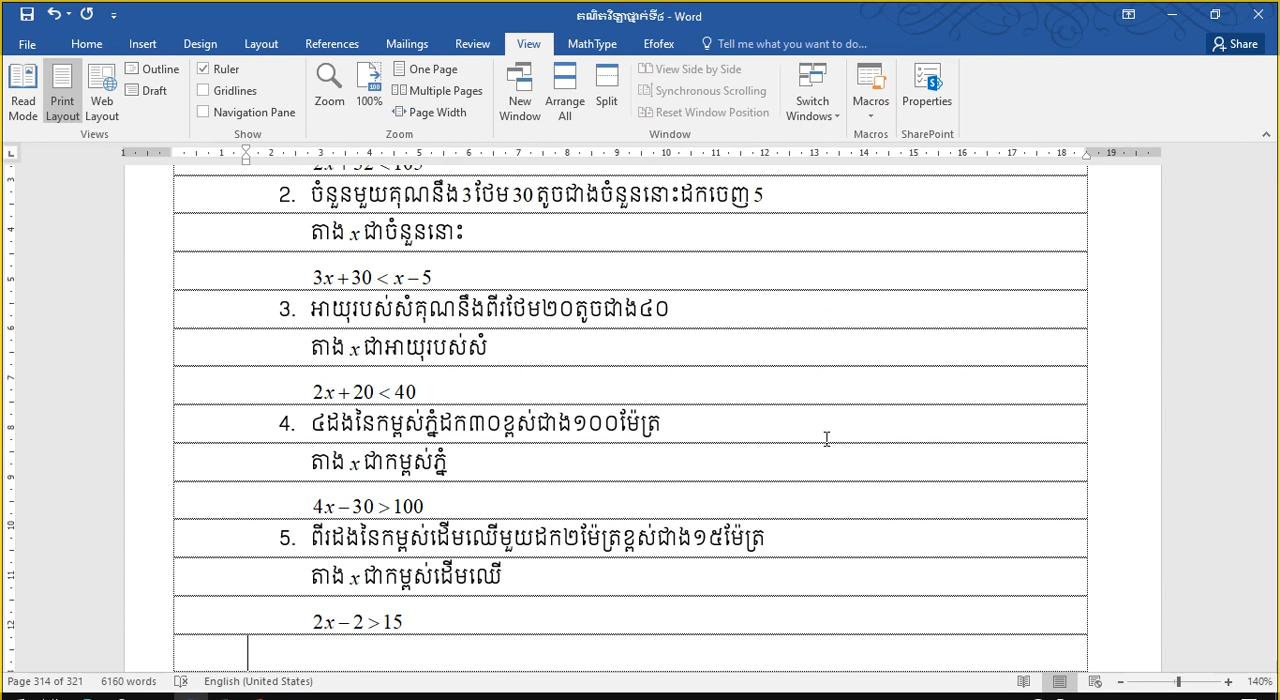 គណិតវិទ្យាថ្នាក់ទី៤ - Word
File Home Insert Design Layout References Mailings Review View MathType Efofex Tell me what you want to do... Share
Read Mode
Print Layout
Web Layout
Outline
Draft
Views
Ruler
Gridlines
Navigation Pane
Show
Zoom
100%
One Page
Multiple Pages
Page Width
Zoom
New Window
Arrange All
Split
View Side by Side
Synchronous Scrolling
Reset Window Position
Window
Switch Windows
Macros
Macros
Properties
SharePoint
2. ចំនួនមួយគុណនឹង 3 ថែម 30 តូចជាងចំនួននោះដកចេញ 5
តាង x ជាចំនួននោះ
3x + 30 < x − 5
3. អាយុរបស់សំគុណនឹងពីរថែម២០តូចជាង៤០
តាង x ជាអាយុរបស់សំ
2x + 20 < 40
4. ៤ដងនៃកម្ពស់ភ្នំដក៣០ខ្ពស់ជាង១០០ម៉ែត្រ
តាង x ជាកម្ពស់ភ្នំ
4x − 30 > 100
5. ពីរដងនៃកម្ពស់ដើមឈើមួយដក២ម៉ែត្រខ្ពស់ជាង១៥ម៉ែត្រ
តាង x ជាកម្ពស់ដើមឈើ
2x − 2 > 15
Page 314 of 321 6160 words English (United States) 140%